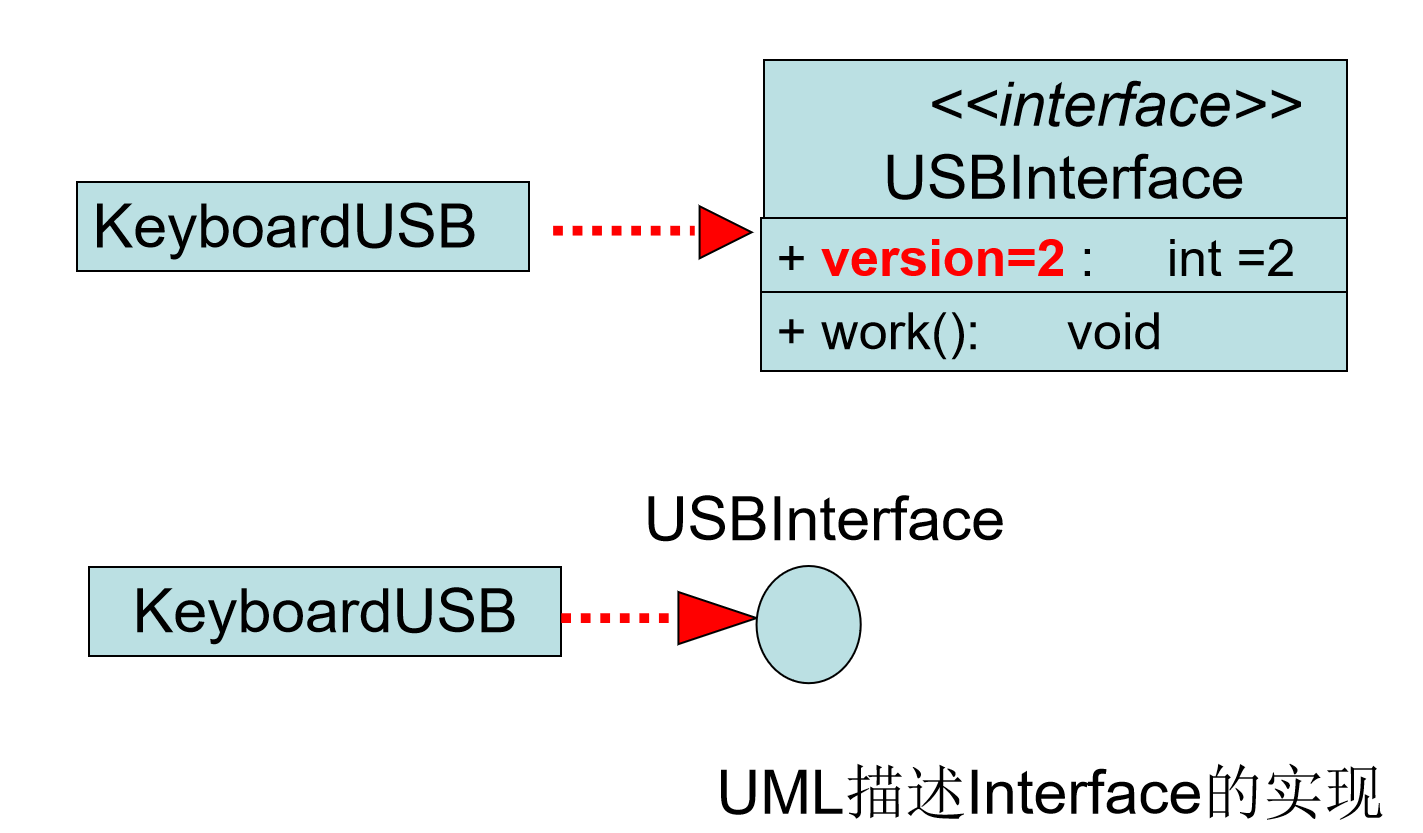 <<interface>>
USBInterface
KeyboardUSB
+ version=2 : int =2
+ work(): void
USBInterface
KeyboardUSB
UML描述Interface的实现